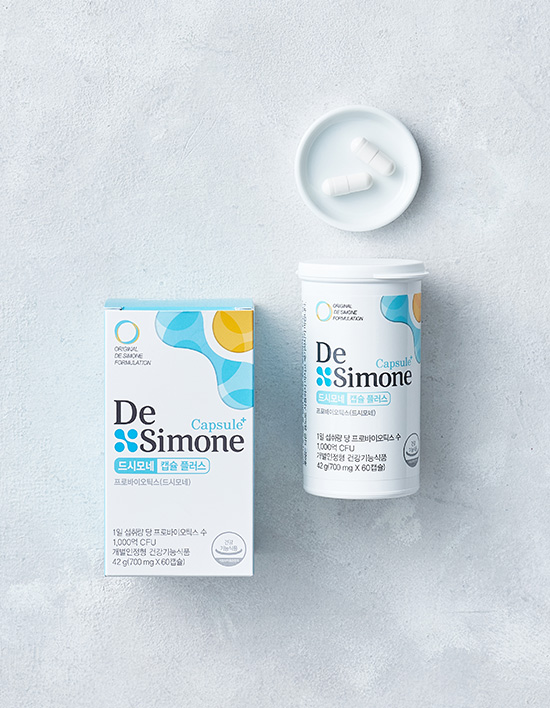 ORIGINAL
DE SIMONE
FORMULATION
De
Capsule+
Simone
드시모네 캡슐 플러스
프로바이오틱스(드시모네)
1일 섭취량 당 프로바이오틱스 수
1,000억 CFU
개별인정형 건강기능식품
42 g(700 mg X 60캡슐)
건강
기능식품
ORIGINAL
DE SIMONE
FORMULATION
De
Capsule+
Simone
드시모네 캡슐 플러스
프로바이오틱스(드시모네)
1일 섭취량 당 프로바이오틱스 수
1,000억 CFU
개별인정형 건강기능식품
42 g(700 mg X 60캡슐)